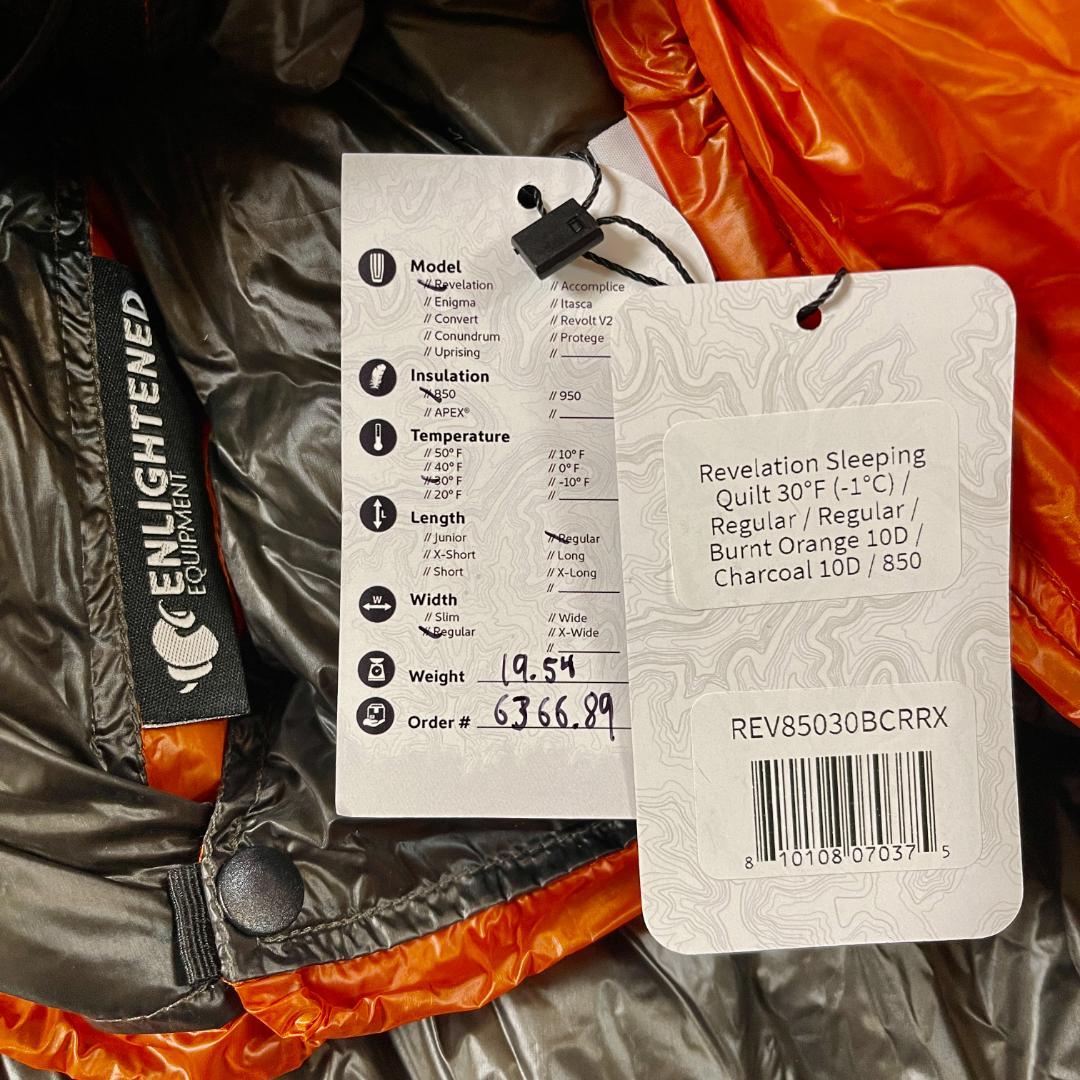 ENLIGHTENED
EQUIPMENT
Model
// Revelation
// Enigma
// Convert
// Conundrum
// Uprising
// Accomplice
// Itasca
// Revolt V2
// Protege
//
Insulation
// 850
// APEX®
// 950
//
Temperature
// 50° F
// 40° F
// 30° F
// 20° F
// 10° F
// 0° F
// -10° F
//
L
Length
// Junior
// X-Short
// Short
// Regular
// Long
// X-Long
//
W
Width
// Slim
// Regular
// Wide
// X-Wide
//
Weight 19.54
Order # 6366.89
Revelation Sleeping
Quilt 30°F (-1°C) /
Regular / Regular /
Burnt Orange 10D /
Charcoal 10D / 850
REV85030BCRRX
8 10108 07037 5